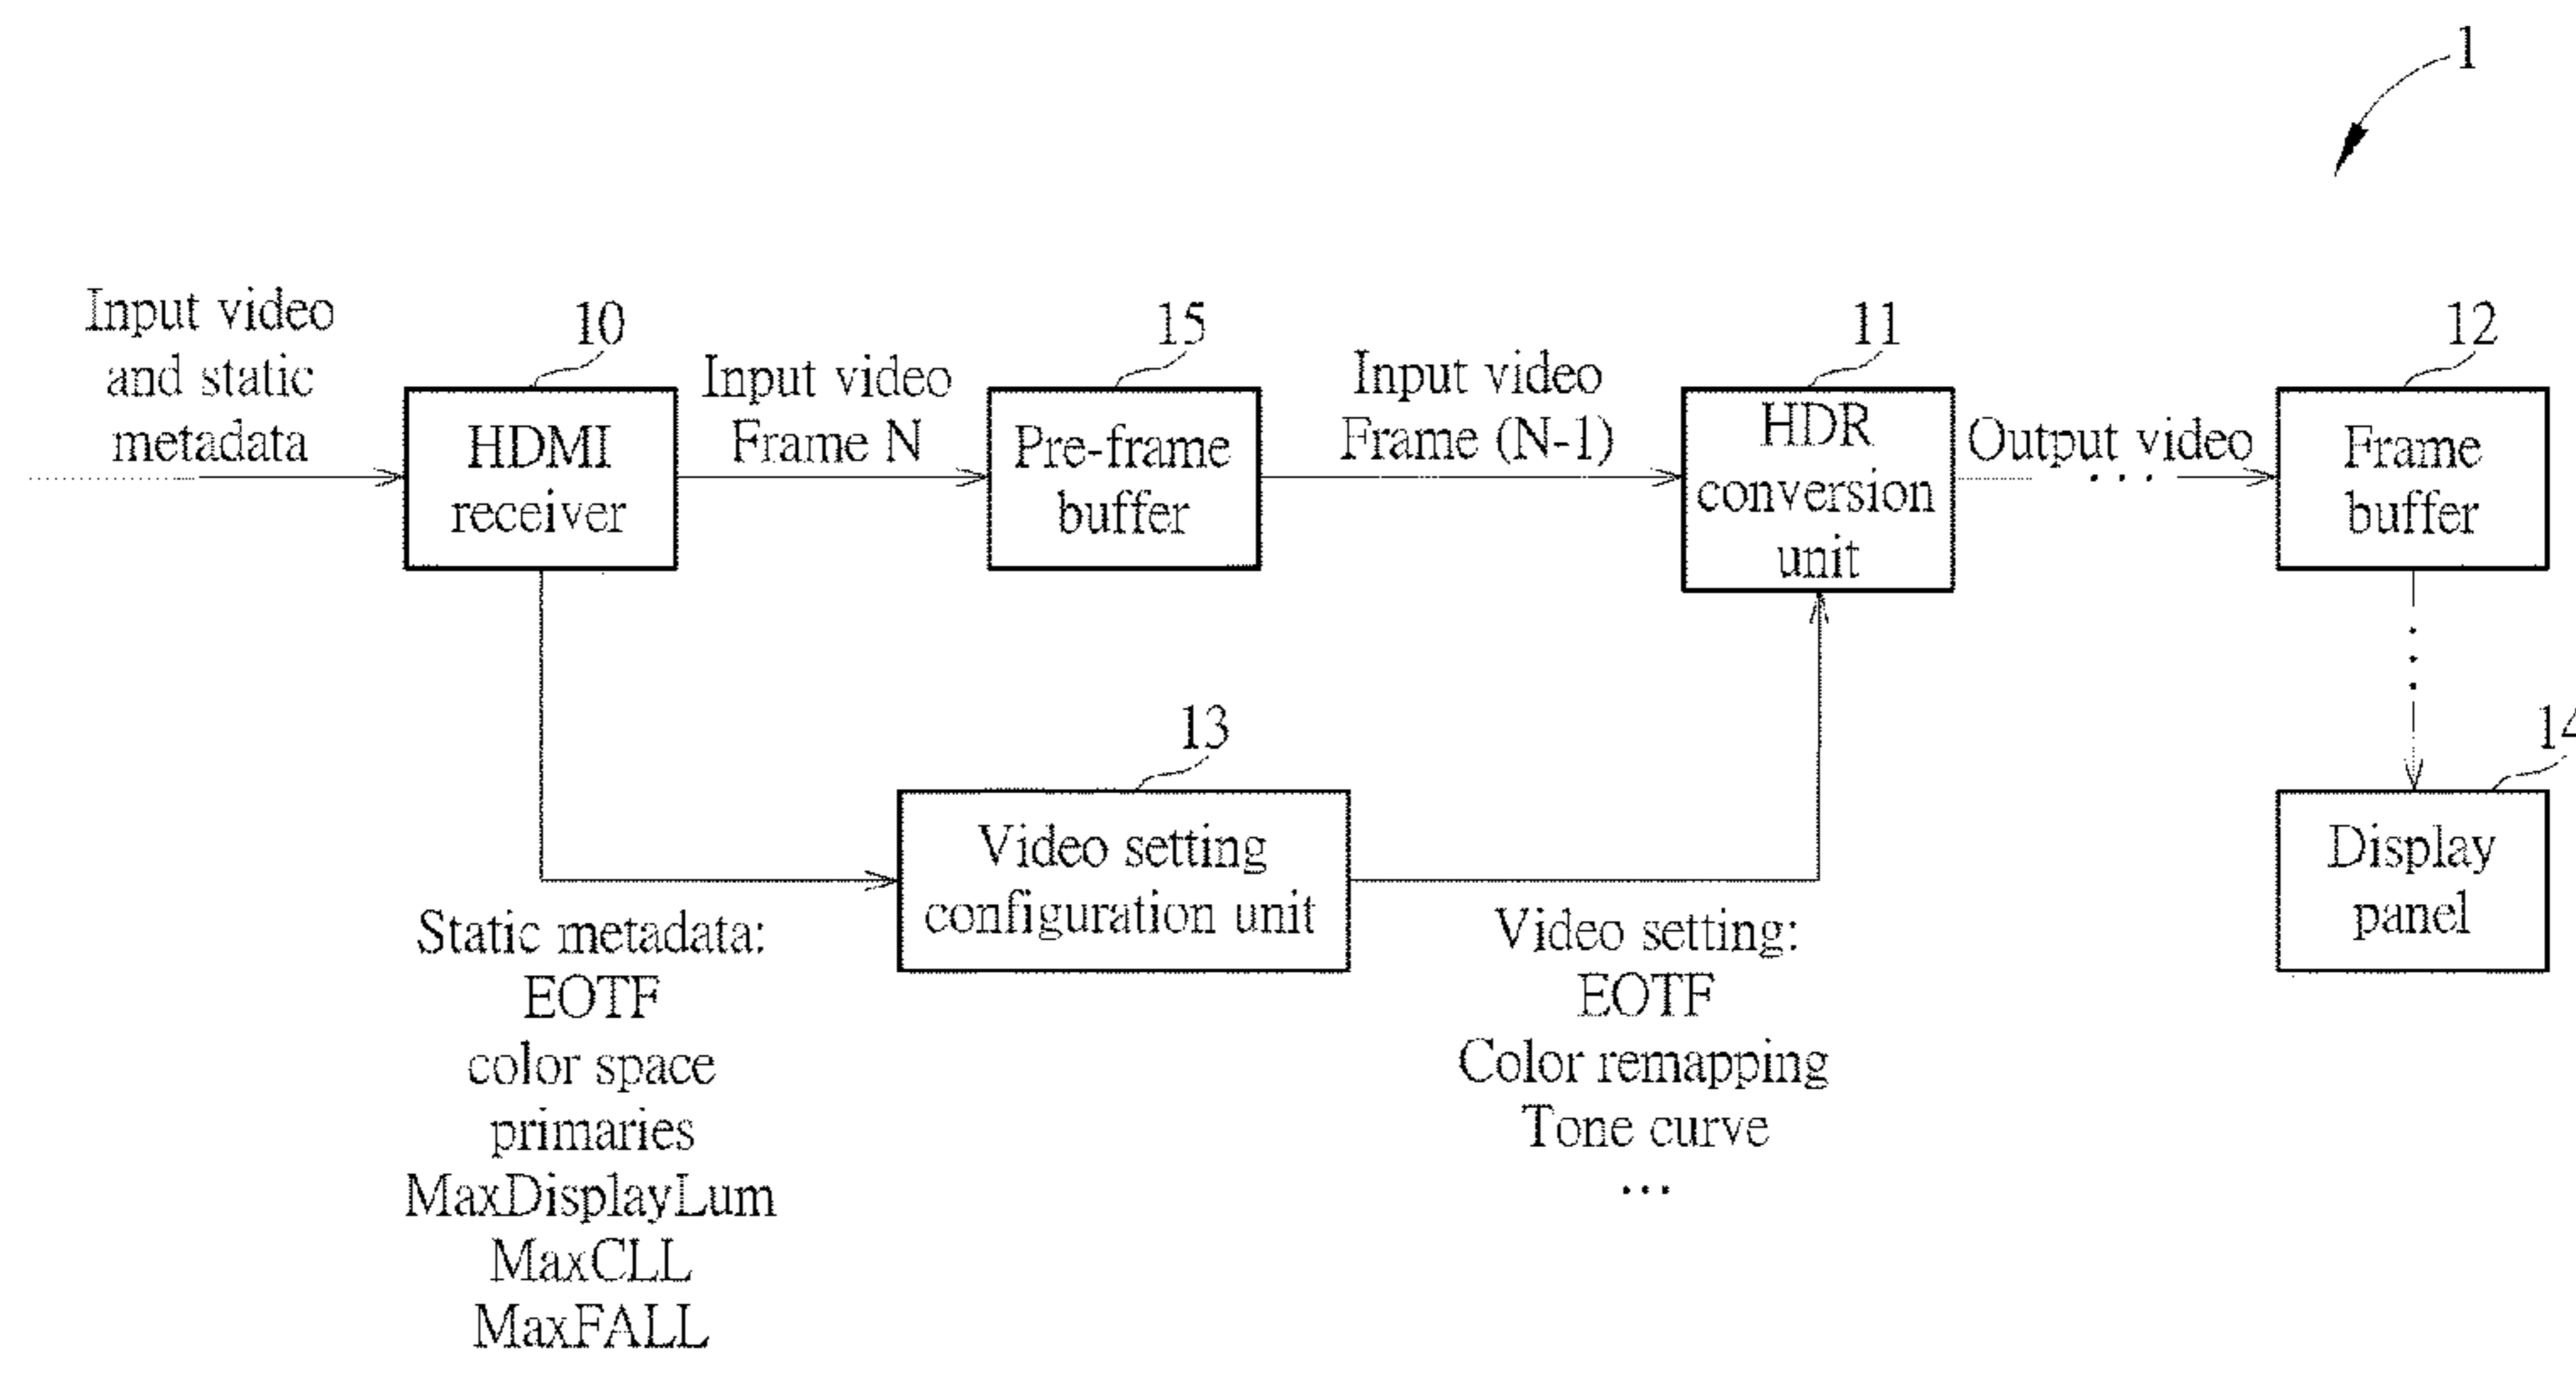 1
Input video
and static
metadata
10
HDMI
receiver
Input video
Frame N
15
Pre-frame
buffer
Input video
Frame (N-1)
11
HDR
conversion
unit
Output video
...
12
Frame
buffer
13
Video setting
configuration unit
14
Display
panel
Static metadata:
EOTF
color space
primaries
MaxDisplayLum
MaxCLL
MaxFALL
Video setting:
EOTF
Color remapping
Tone curve
...